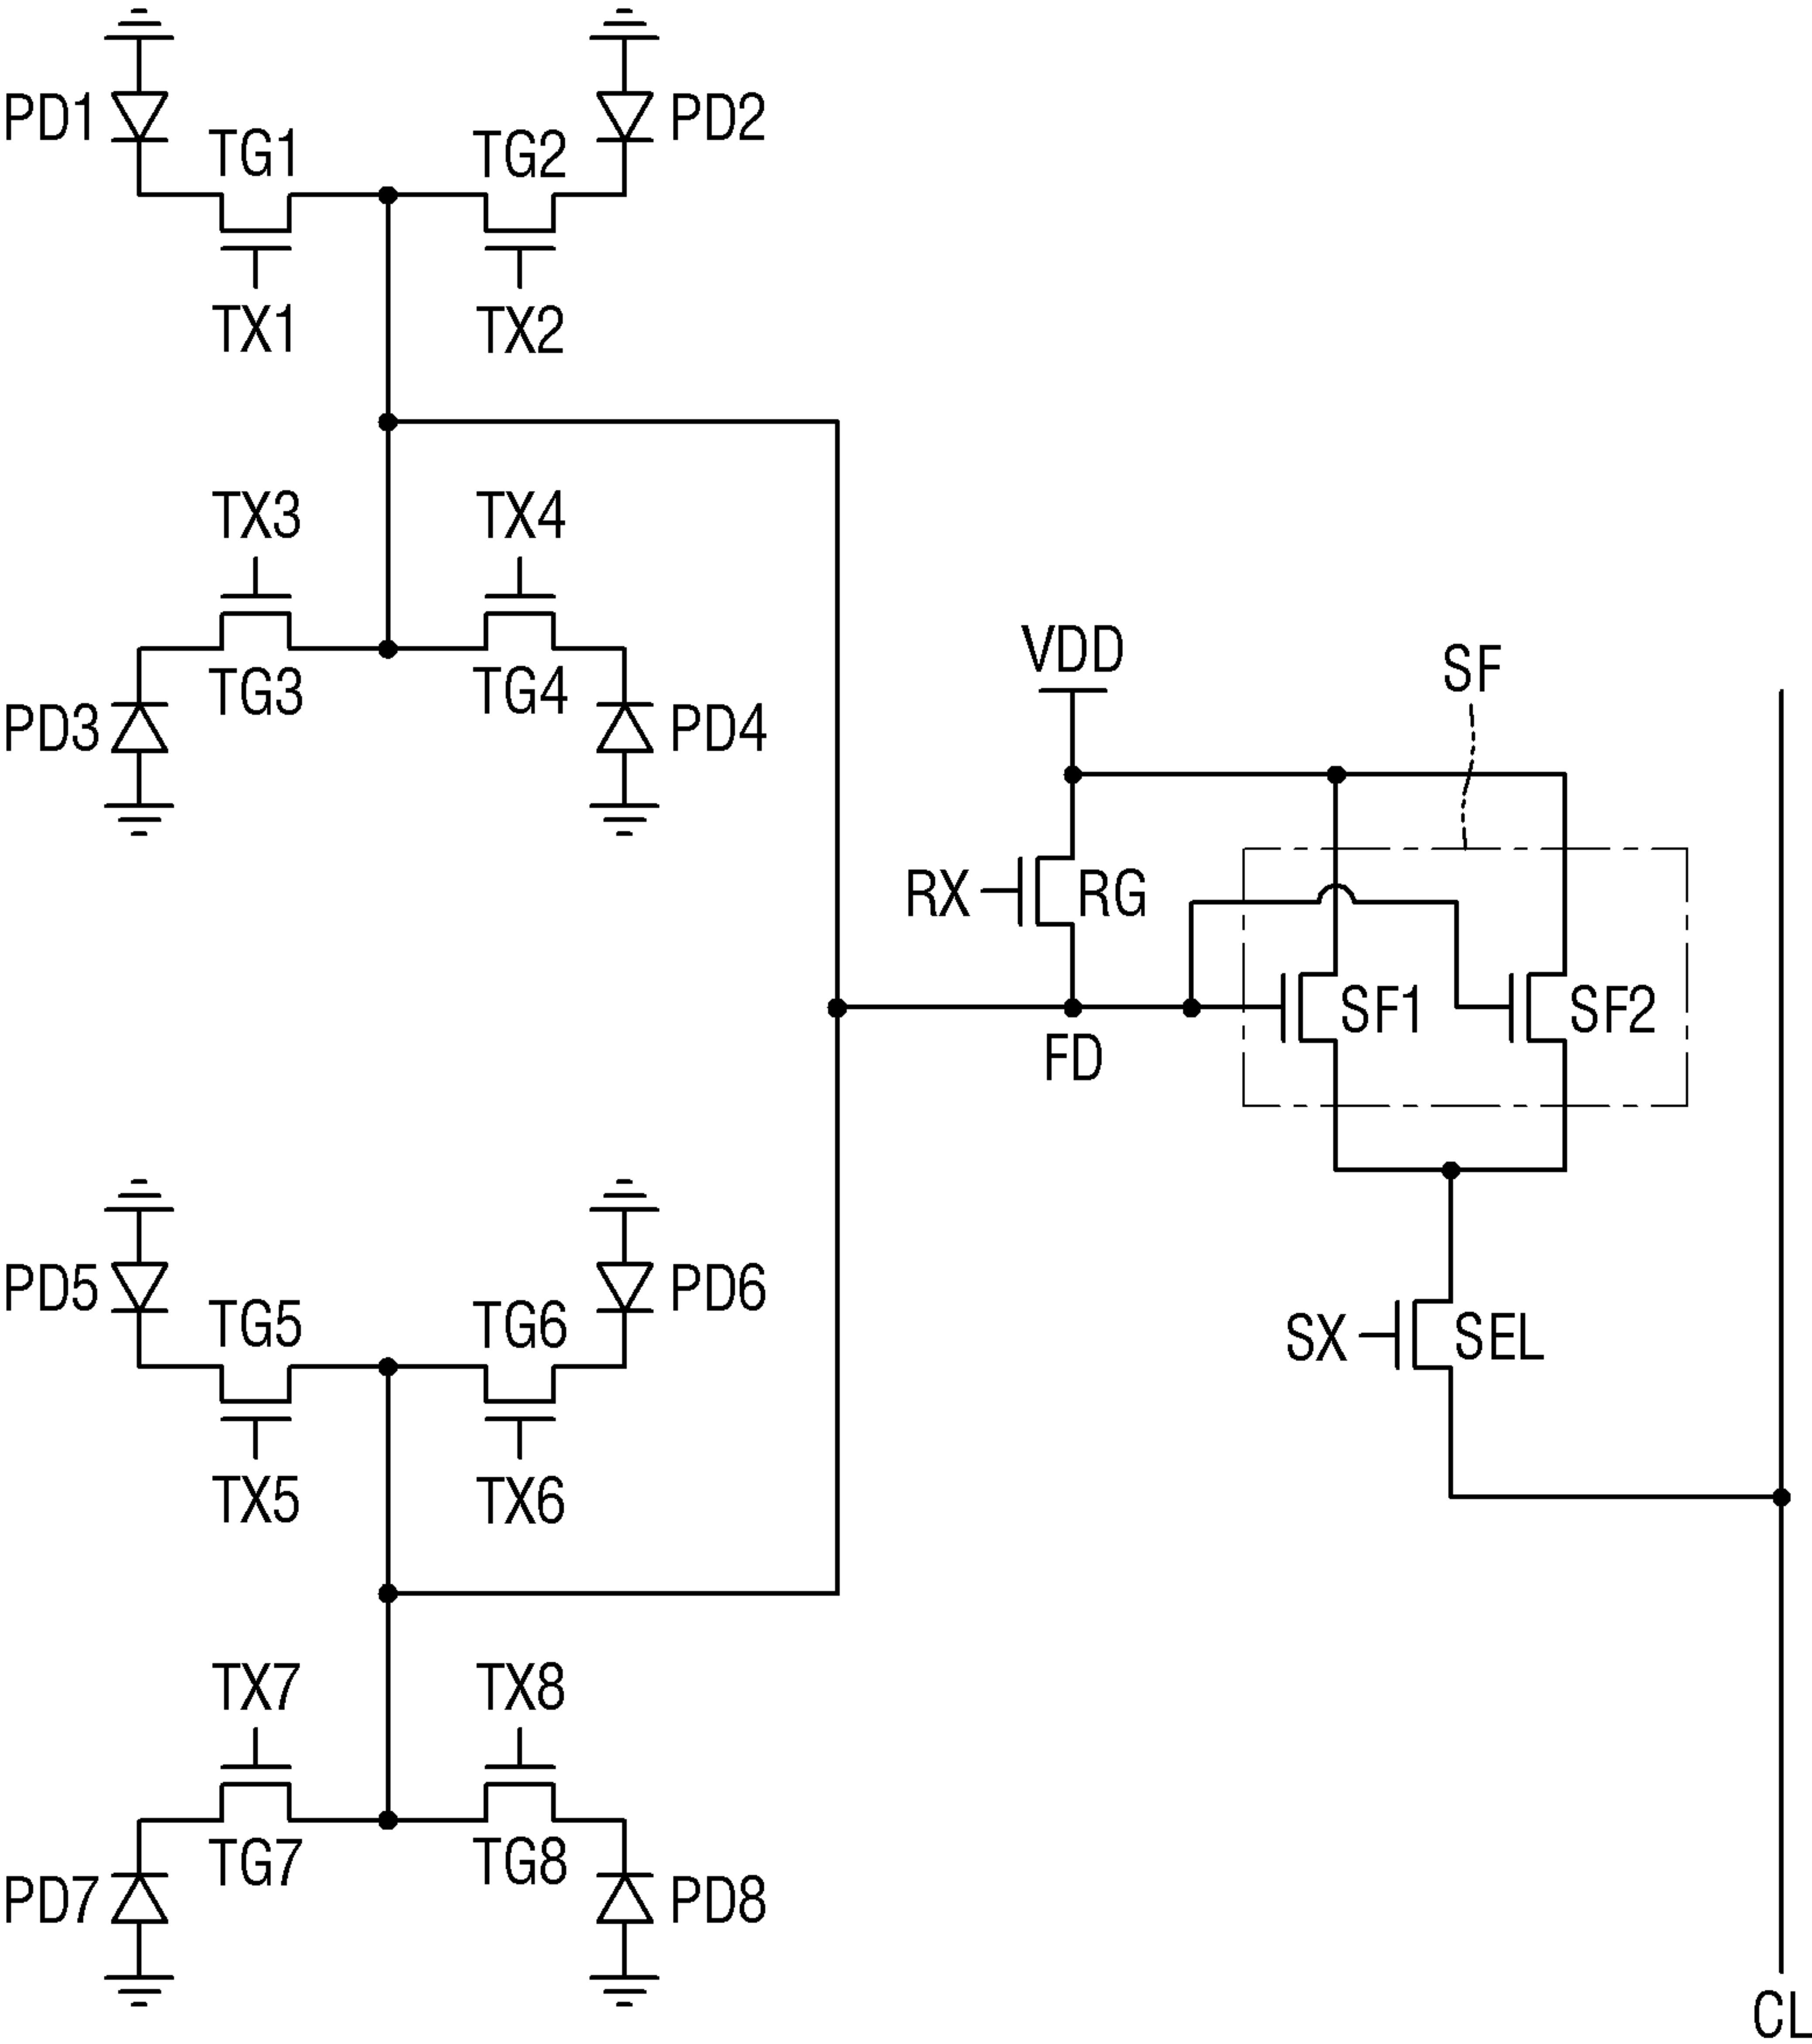 PD1
TG1
TG2
PD2
TX1
TX2
TX3
TX4
PD3
TG3
TG4
PD4
VDD
SF
RX
RG
SF1
SF2
FD
PD5
TG5
TG6
PD6
SX
SEL
TX5
TX6
TX7
TX8
PD7
TG7
TG8
PD8
CL